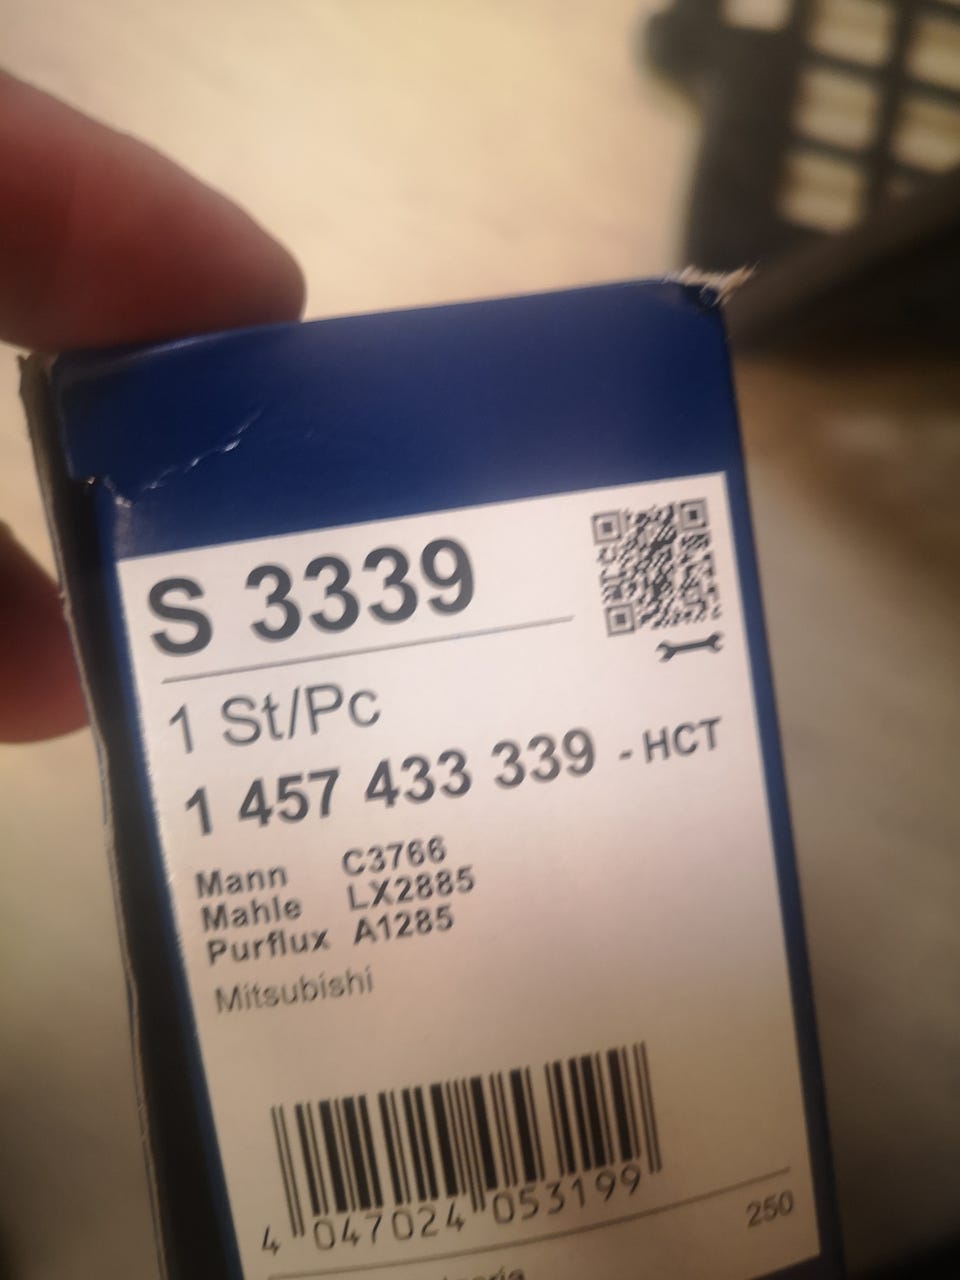 S 3339
1 St/Pc
1 457 433 339 - HCT
Mann C3766
Mahle LX2885
Purflux A1285
Mitsubishi
4 047024 053199
250